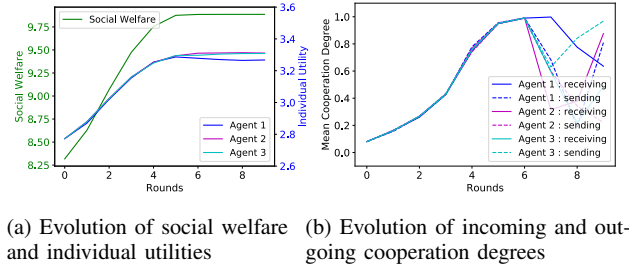 Social Welfare
9.75
9.50
9.25
9.00
8.75
8.50
8.25
Social Welfare
3.6
3.4
3.2
3.0
2.8
2.6
Individual Utility
Agent 1
Agent 2
Agent 3
0 2 4 6 8
Rounds
Mean Cooperation Degree
1.0
0.8
0.6
0.4
0.2
0.0
Agent 1 : receiving
Agent 1 : sending
Agent 2 : receiving
Agent 2 : sending
Agent 3 : receiving
Agent 3 : sending
0 2 4 6 8
Rounds
(a) Evolution of social welfare
and individual utilities
(b) Evolution of incoming and out-
going cooperation degrees